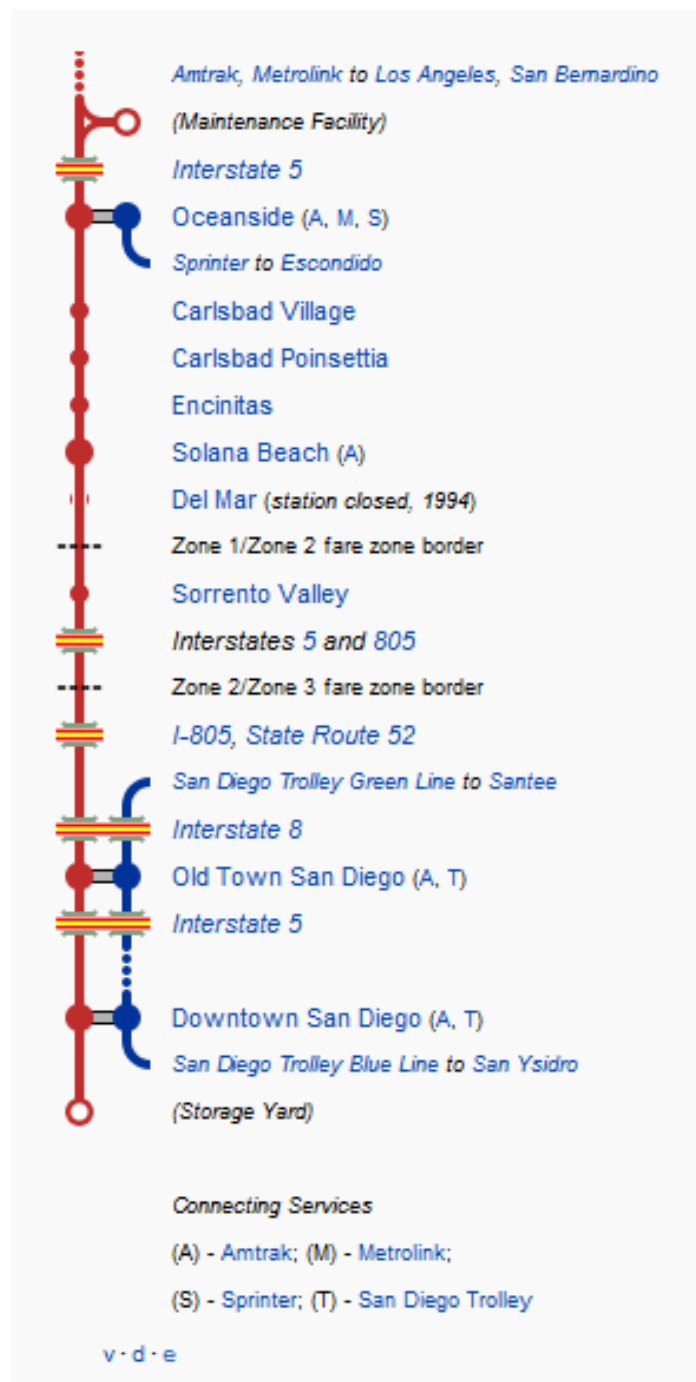 Amtrak, Metrolink to Los Angeles, San Bernardino
(Maintenance Facility)
Interstate 5
Oceanside (A, M, S)
Sprinter to Escondido
Carlsbad Village
Carlsbad Poinsettia
Encinitas
Solana Beach (A)
Del Mar (station closed, 1994)
Zone 1/Zone 2 fare zone border
Sorrento Valley
Interstates 5 and 805
Zone 2/Zone 3 fare zone border
I-805, State Route 52
San Diego Trolley Green Line to Santee
Interstate 8
Old Town San Diego (A, T)
Interstate 5
Downtown San Diego (A, T)
San Diego Trolley Blue Line to San Ysidro
(Storage Yard)
Connecting Services
(A) - Amtrak; (M) - Metrolink;
(S) - Sprinter; (T) - San Diego Trolley
v · d · e